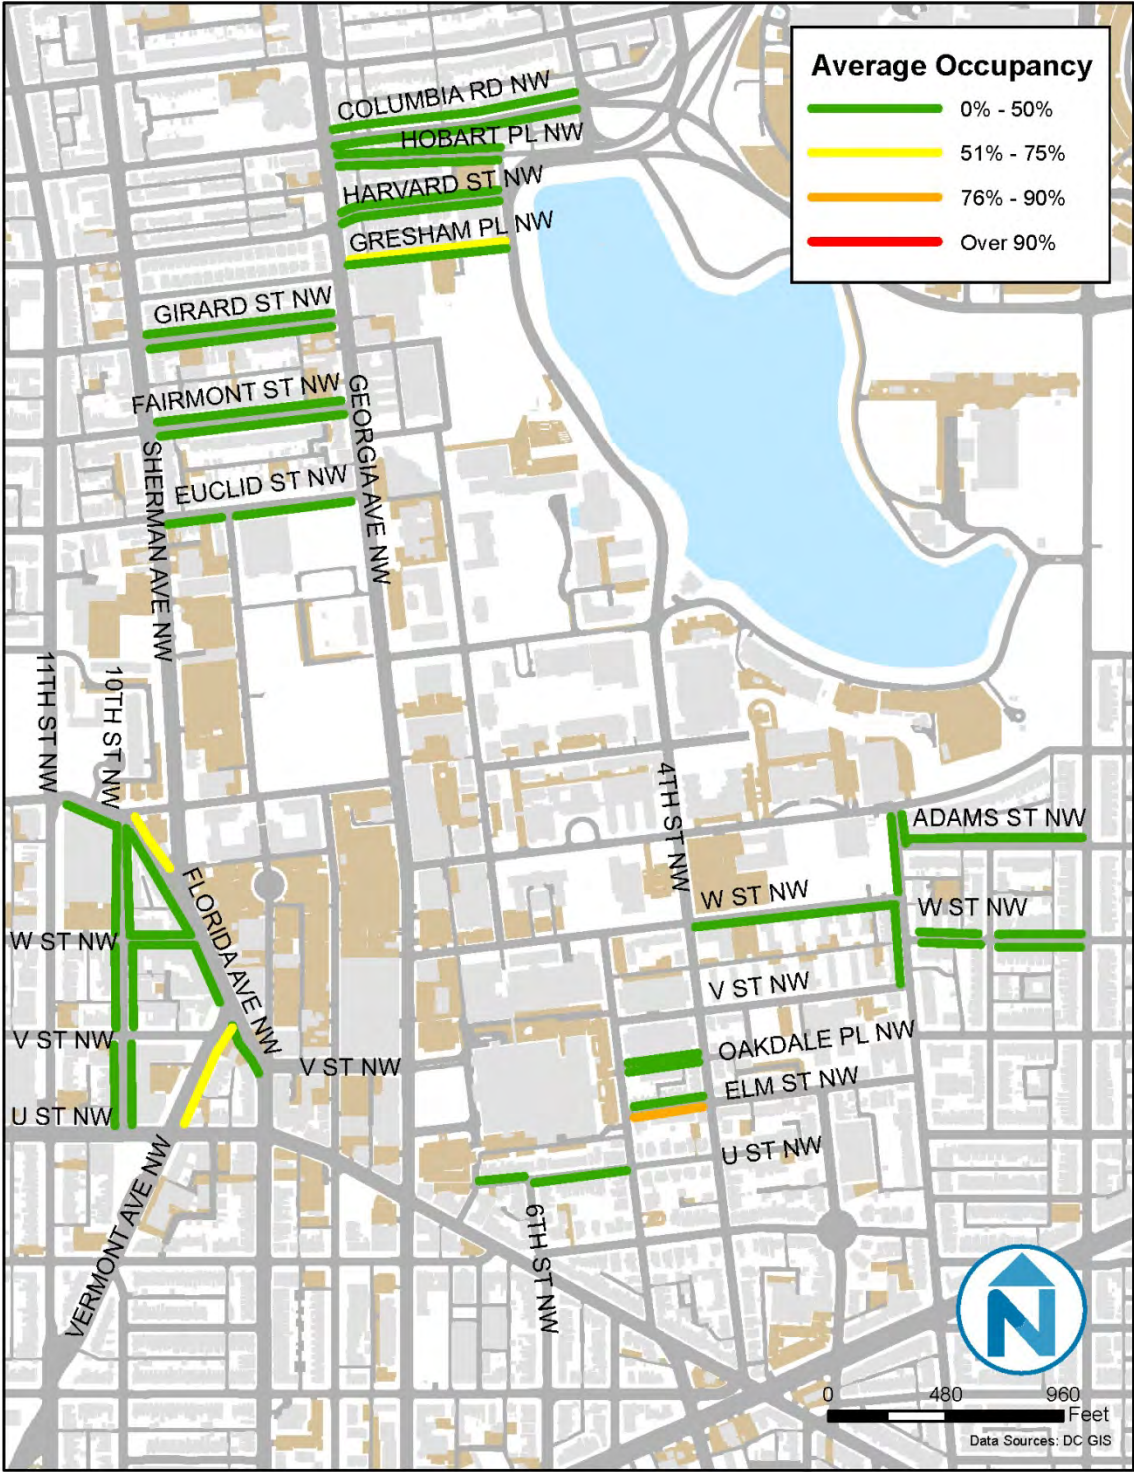 Average Occupancy
0% - 50%
51% - 75%
76% - 90%
Over 90%
COLUMBIA RD NW
HOBART PL NW
HARVARD ST NW
GRESHAM PL NW
GIRARD ST NW
FAIRMONT ST NW
GEORGIA AVE NW
SHERMAN AVE NW
EUCLID ST NW
11TH ST NW
10TH ST NW
4TH ST NW
ADAMS ST NW
FLORIDA AVE NW
W ST NW
W ST NW
W ST NW
V ST NW
V ST NW
V ST NW
OAKDALE PL NW
ELM ST NW
U ST NW
U ST NW
VERMONT AVE NW
6TH ST NW
N
0 480 960
Feet
Data Sources: DC GIS